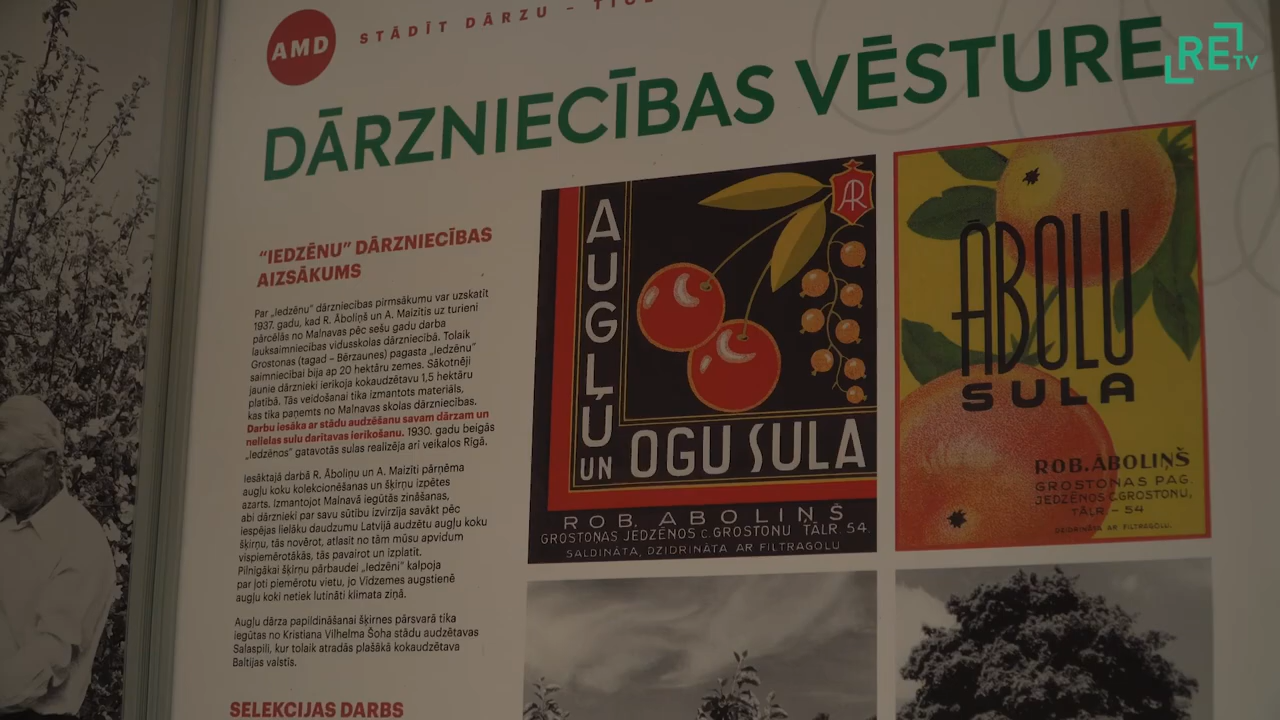 AMD
STĀDĪT DĀRZU -
RE TV
DĀRZNIECĪBAS VĒSTURE
“IEDZĒNU” DĀRZNIECĪBAS
AIZSĀKUMS
Par „Iedzēnu” dārzniecības pirmsākumu var uzskatīt
1937. gadu, kad R. Āboliņš un A. Maizītis uz turieni
pārcēlās no Malnavas pēc sešu gadu darba
lauksaimniecības vidusskolas dārzniecībā. Tolaik
Grostonas (tagad – Bērzaunes) pagasta „Iedzēnu”
saimniecībai bija ap 20 hektāru zemes. Sākotnēji
jaunie dārznieki ierīkoja kokaudzētavu 1,5 hektāru
platībā. Tās veidošanai tika izmantots materiāls,
kas tika paņemts no Malnavas skolas dārzniecības.
Darbu iesāka ar stādu audzēšanu savam dārzam un
nelielas sulu darītavas ierīkošanu. 1930. gadu beigās
„Iedzēnos” gatavotās sulas realizēja arī veikalos Rīgā.
Iesāktajā darbā R. Āboliņu un A. Maizīti pārņēma
augļu koku kolekcionēšanas un šķirņu izpētes
azarts. Izmantojot Malnavā iegūtās zināšanas,
abi dārznieki par savu sūtību izvirzīja savākt pēc
iespējas lielāku daudzumu Latvijā audzētu augļu koku
šķirņu, tās novērot, atlasīt no tām mūsu apvidum
vispiemērotākās, tās pavairot un izplatīt.
Pilnīgākai šķirņu pārbaudei „Iedzēni” kalpoja
par ļoti piemērotu vietu, jo Vidzemes augstienē
augļu koki netiek lutināti klimata ziņā.
Augļu dārza papildināšanai šķirnes pārsvarā tika
iegūtas no Kristiana Vilhelma Šoha stādu audzētavas
Salaspilī, kur tolaik atradās plašākā kokaudzētava
Baltijas valstīs.
SELEKCIJAS DARBS
AR
AUGĻU
UN OGU SULA
ROB. ABOLIŅŠ
GROSTONAS JEDZĒNOS C. GROSTONU TĀLR. 54.
SALDINĀTA, DZIDRINĀTA AR FILTRAGOLU
ĀBOLU
SULA
ROB. ĀBOLIŅŠ
GROSTONAS PAG.
JEDZĒNOS C. GROSTONU,
TĀLR. – 54
DZIDRINĀTA AR FILTRAGOLU.